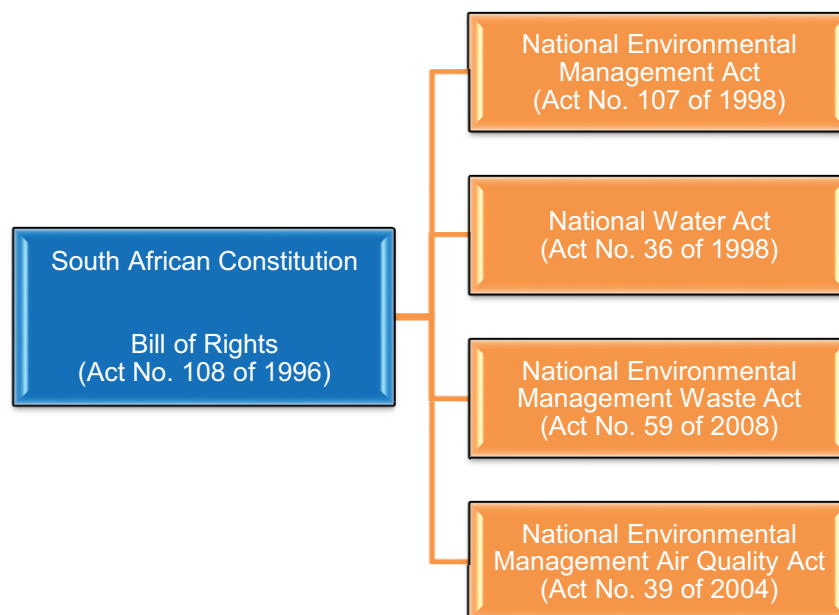 South African Constitution
Bill of Rights
(Act No. 108 of 1996)
National Environmental
Management Act
(Act No. 107 of 1998)
National Water Act
(Act No. 36 of 1998)
National Environmental
Management Waste Act
(Act No. 59 of 2008)
National Environmental
Management Air Quality Act
(Act No. 39 of 2004)